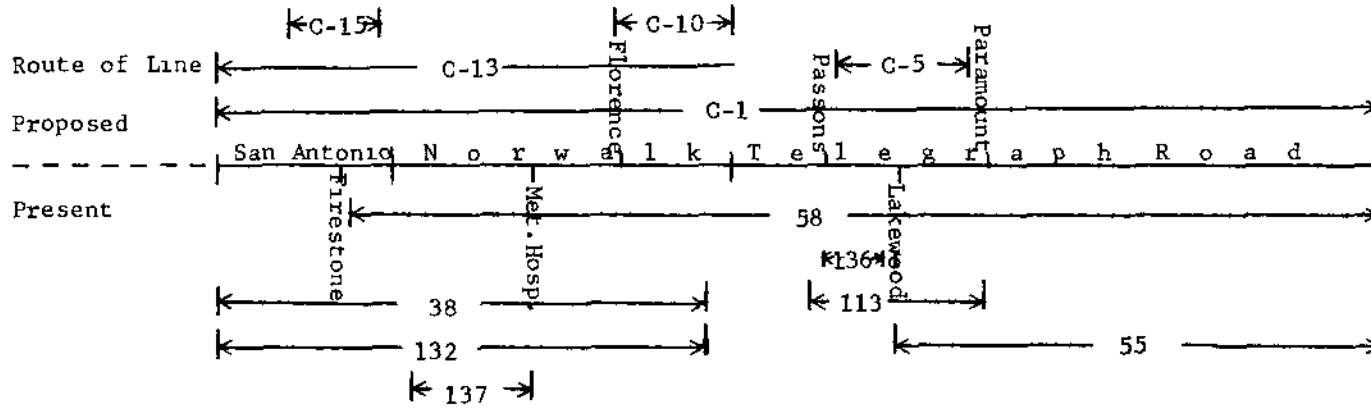 C-15 C-10
Route of Line C-13 Florence Passons C-5 Paramount
Proposed C-1
San Antonio Norwalk Telegraph Road
Present Firestone Met. Hosp. 58 Lakewood
136
38 113
132 55
137